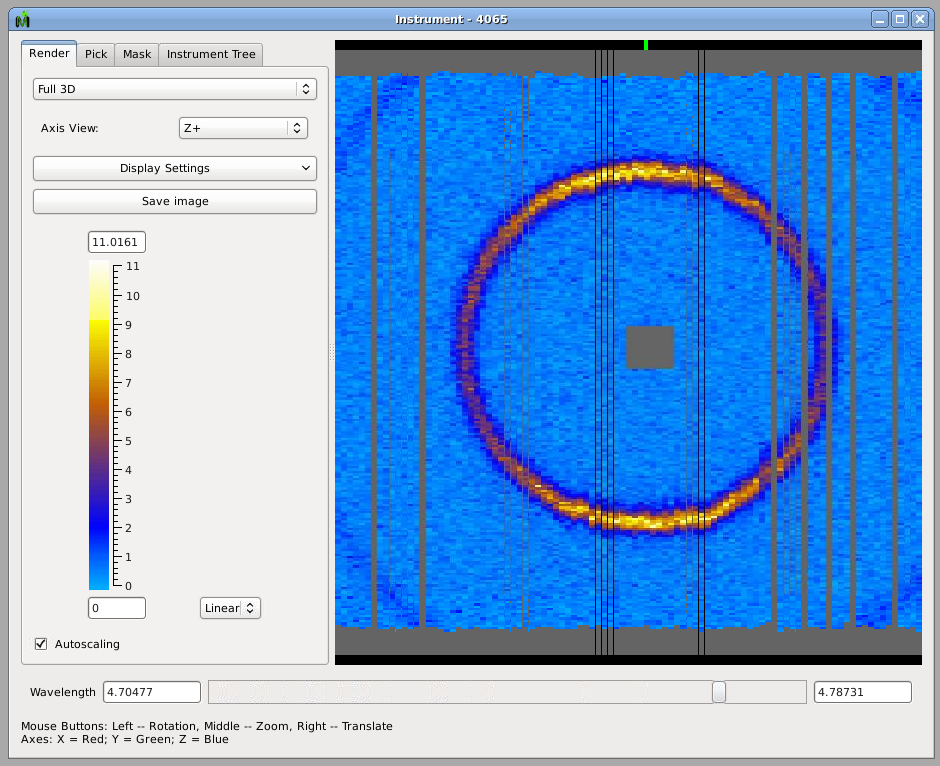 Instrument - 4065
Render Pick Mask Instrument Tree
Full 3D
Axis View: Z+
Display Settings
Save image
11.0161
11
10
9
8
7
6
5
4
3
2
1
0
0 Linear
Autoscaling
Wavelength 4.70477 4.78731
Mouse Buttons: Left -- Rotation, Middle -- Zoom, Right -- Translate
Axes: X = Red; Y = Green; Z = Blue